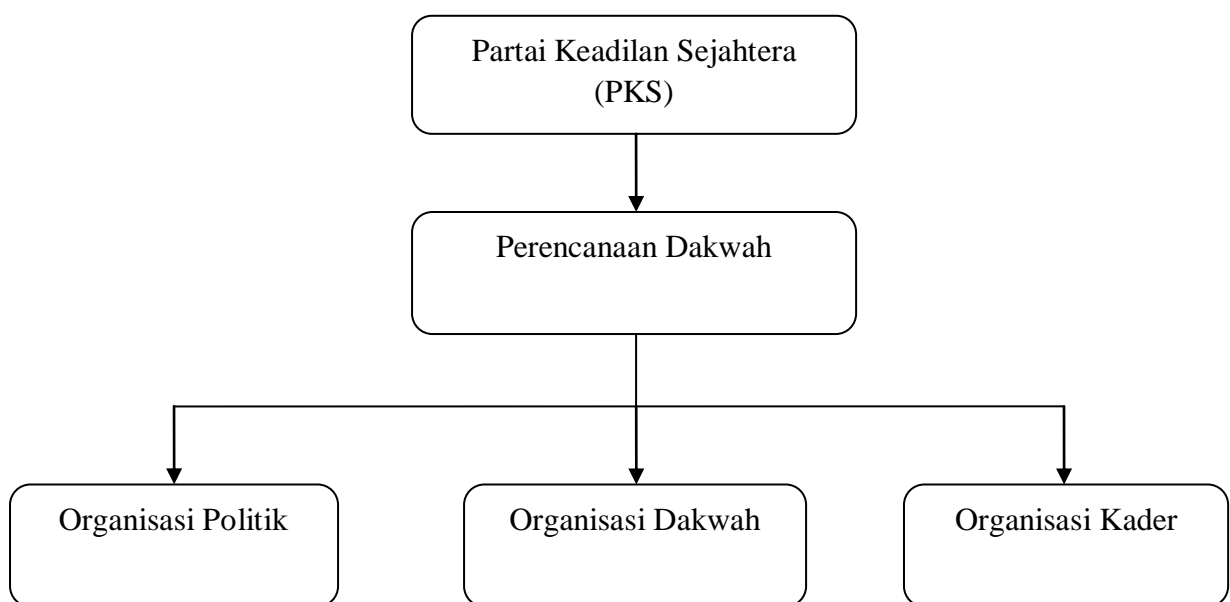 Partai Keadilan Sejahtera
(PKS)
Perencanaan Dakwah
Organisasi Politik
Organisasi Dakwah
Organisasi Kader